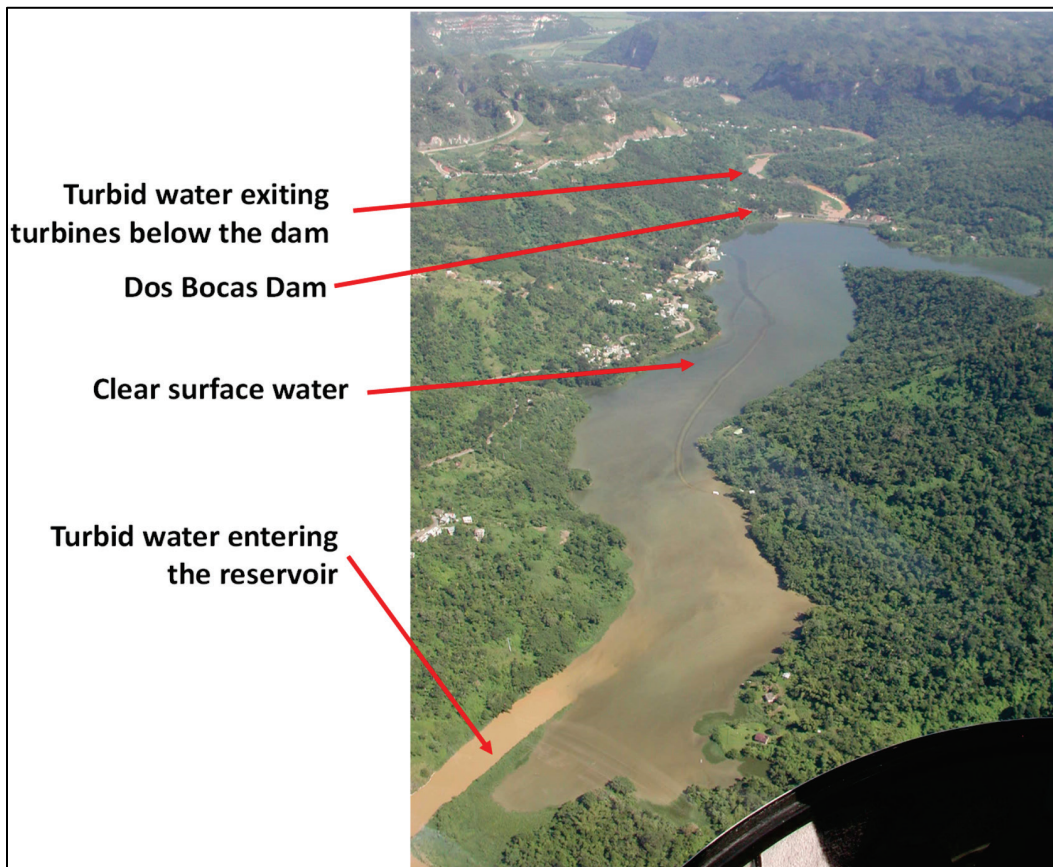 Turbid water exiting
turbines below the dam
Dos Bocas Dam
Clear surface water
Turbid water entering
the reservoir